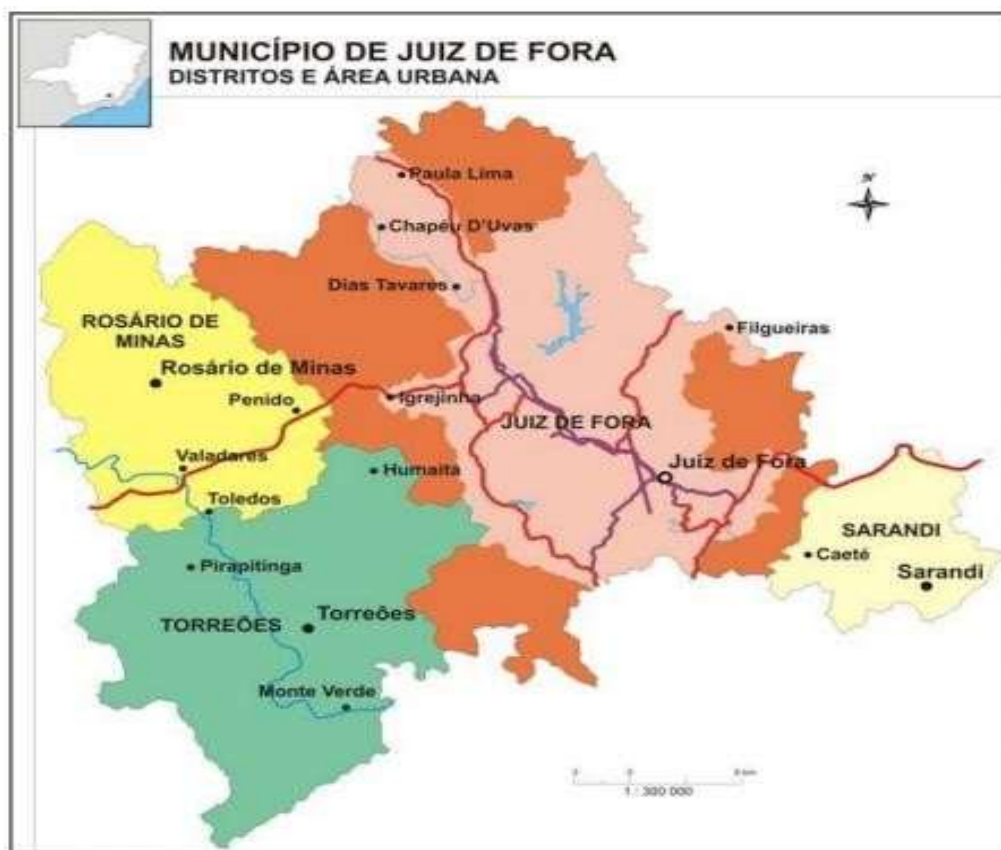 MUNICÍPIO DE JUIZ DE FORA
DISTRITOS E ÁREA URBANA
N
Paula Lima
Chapéu D'Uvas
Dias Tavares
ROSÁRIO DE
MINAS
Filgueiras
Rosário de Minas
Penido
Igrejinha
JUIZ DE FORA
Valadares
Humaitá
Juiz de Fora
Toledos
SARANDI
Caeté
Pirapitinga
Sarandi
TORREÕES
Torreões
Monte Verde
1 : 300 000